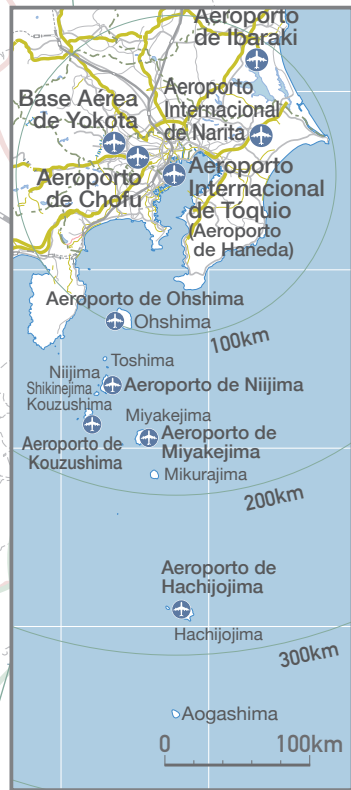 Aeroporto
de Ibaraki
Aeroporto
Internacional
de Narita
Base Aérea
de Yokota
Aeroporto
de Chofu
Aeroporto
Internacional
de Toquio
(Aeroporto
de Haneda)
Aeroporto de Ohshima
Ohshima
100km
Toshima
Niijima
Aeroporto de Niijima
Shikinejima
Kouzushima
Miyakejima
Aeroporto de
Kouzushima
Aeroporto de
Miyakejima
Mikurajima
200km
Aeroporto de
Hachijojima
Hachijojima
300km
Aogashima
0 100km